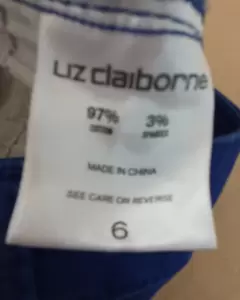 Liz claiborne
97% 3%
COTTON SPANDEX
MADE IN CHINA
SEE CARE ON REVERSE
6